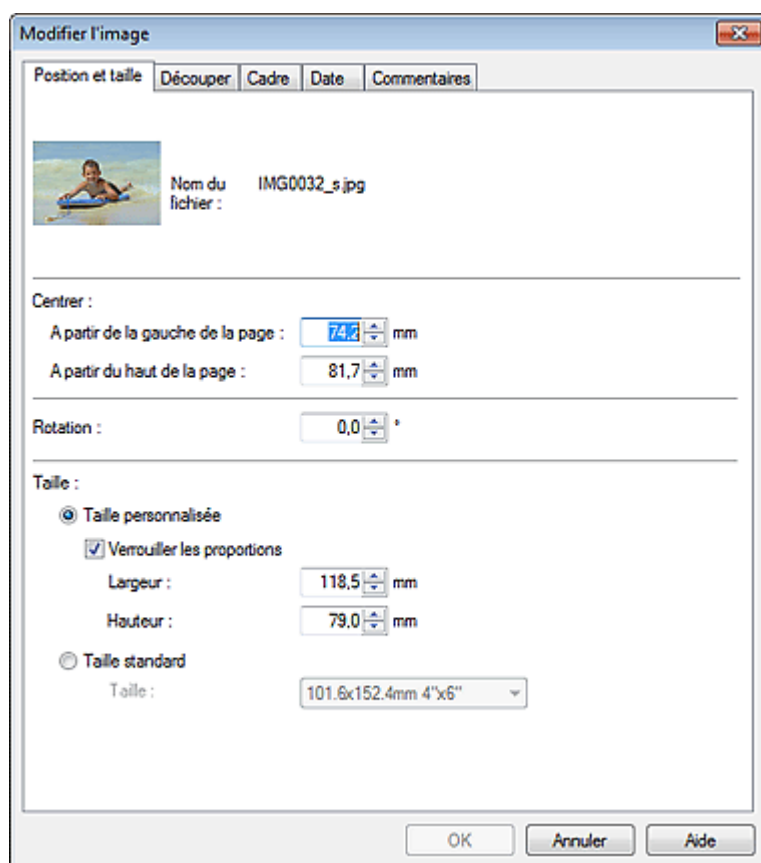 Modifier l'image
Position et taille Découper Cadre Date Commentaires
Nom du fichier : IMG0032_s.jpg
Centrer :
A partir de la gauche de la page : 74,2 mm
A partir du haut de la page : 81,7 mm
Rotation : 0,0 °
Taille :
Taille personnalisée
Verrouiller les proportions
Largeur : 118,5 mm
Hauteur : 79,0 mm
Taille standard
Taille : 101.6x152.4mm 4"x6"
OK Annuler Aide